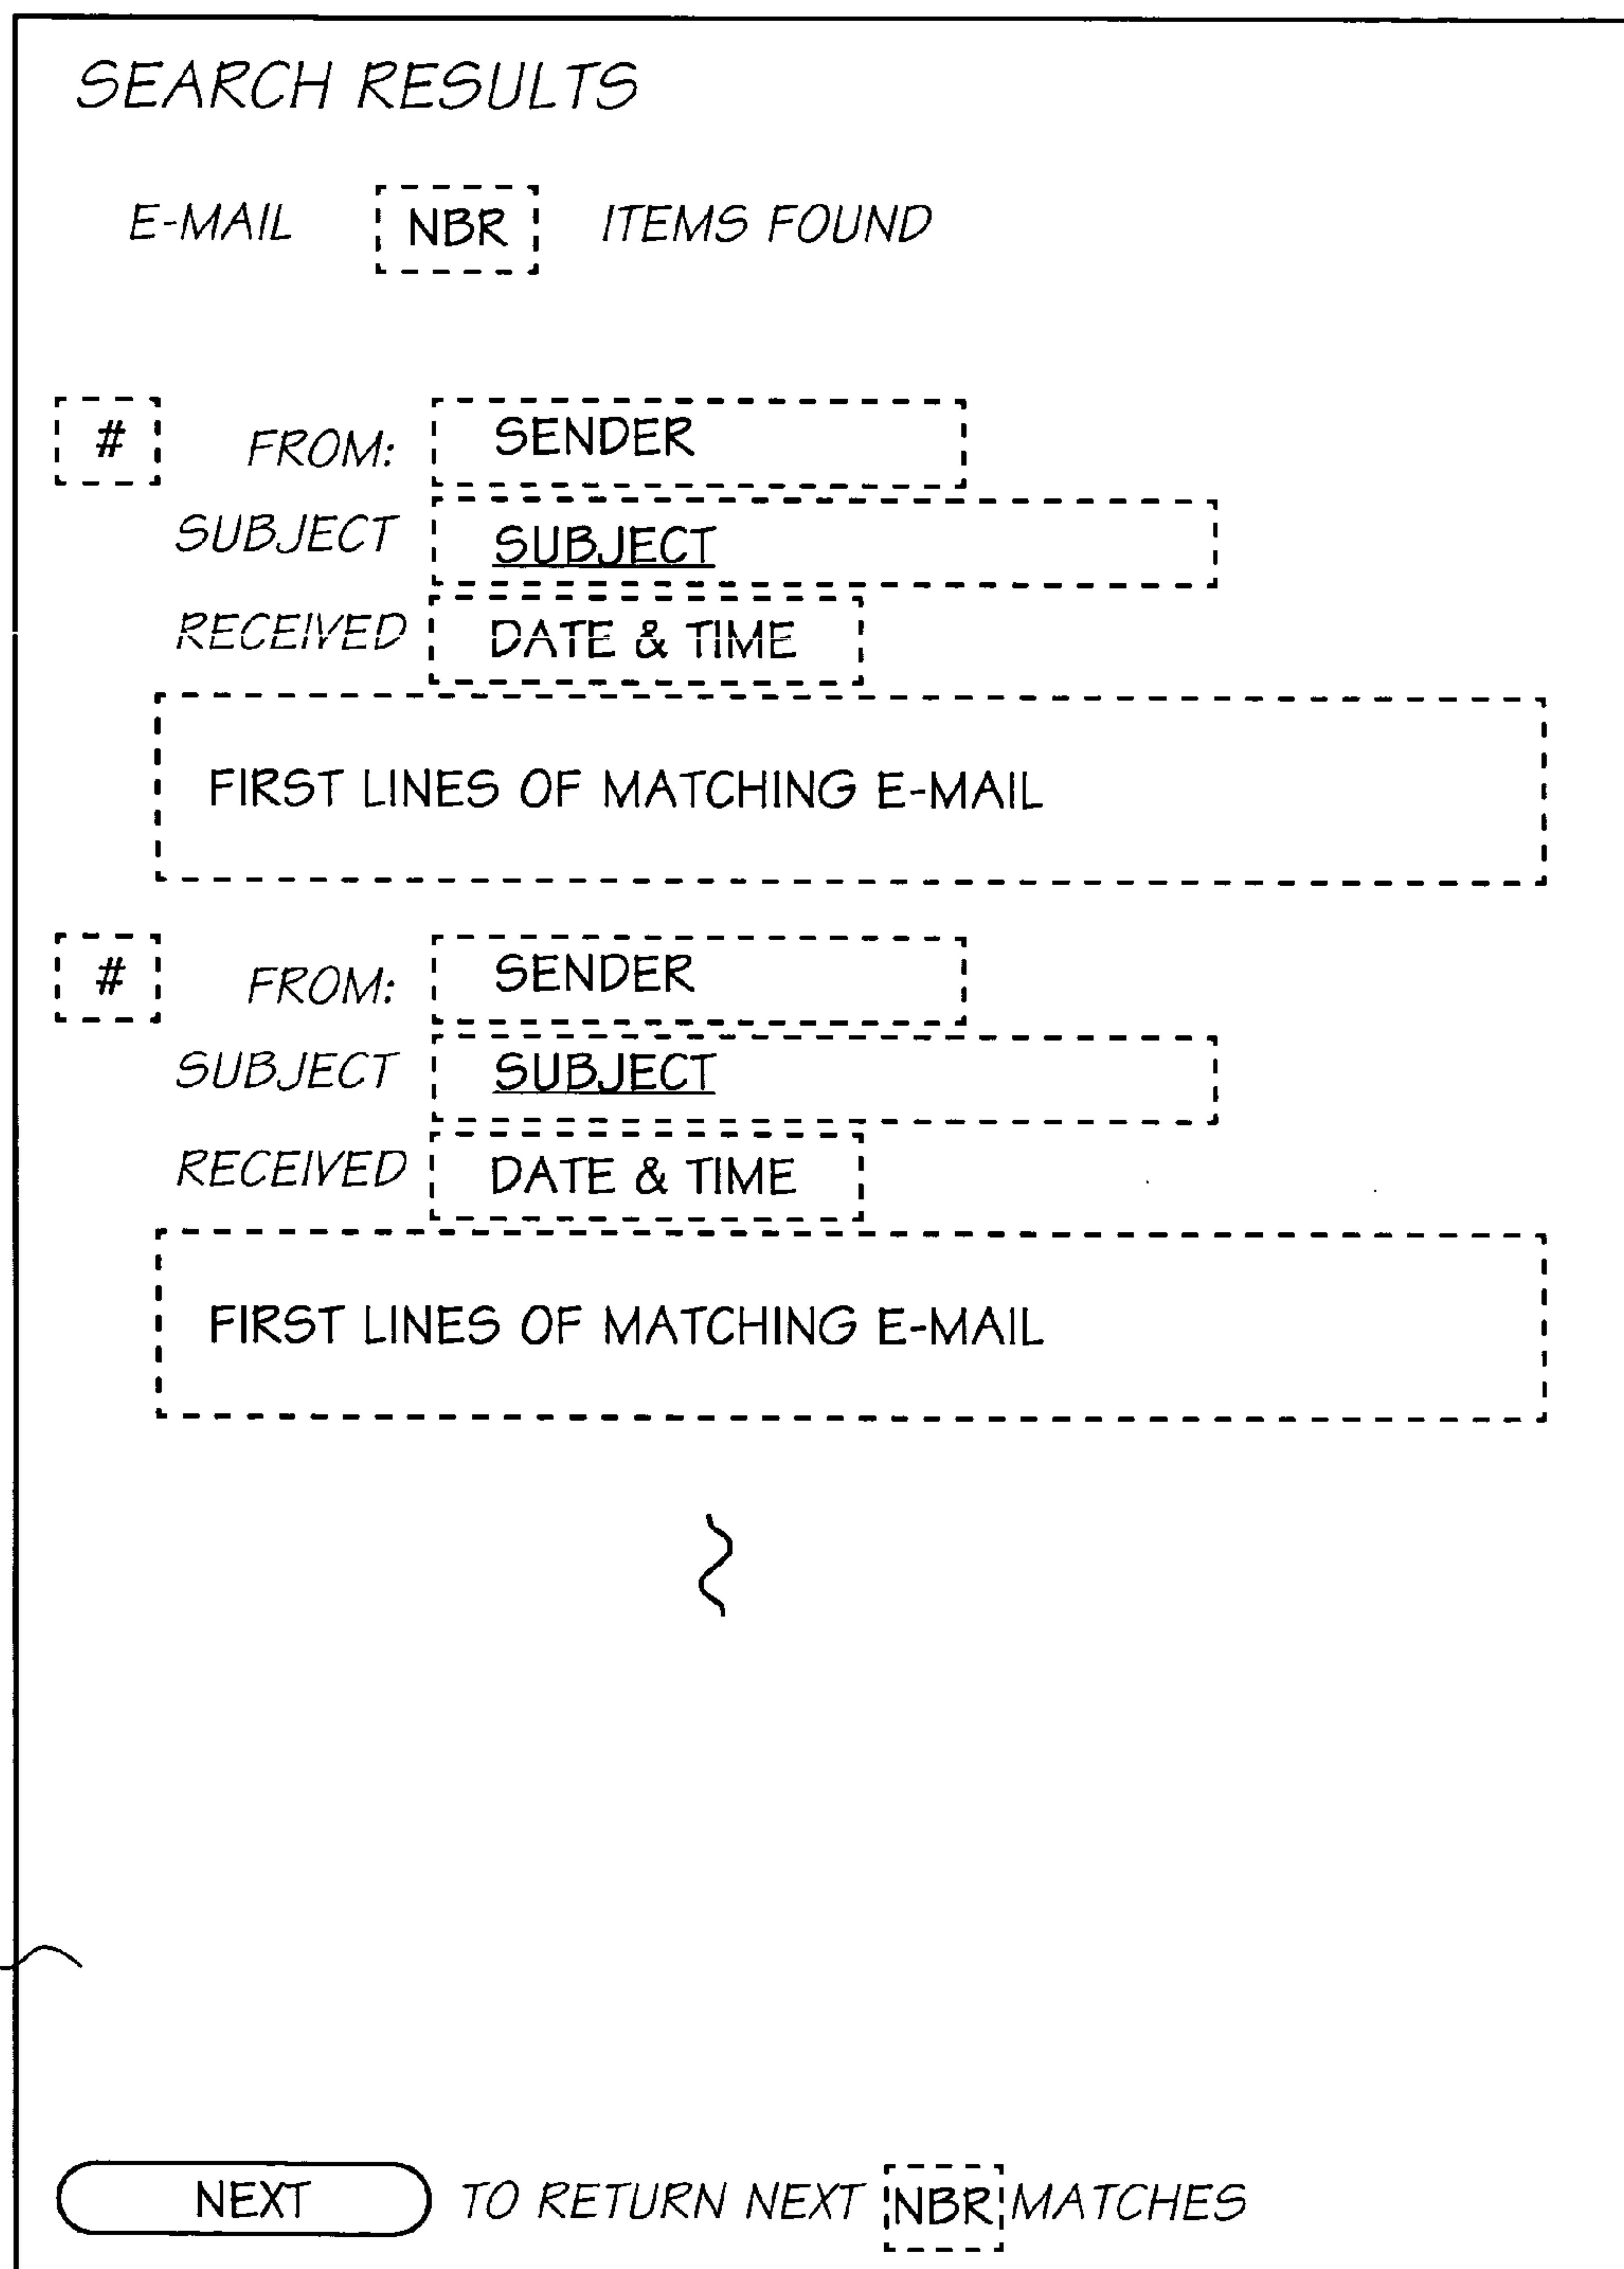 SEARCH RESULTS
E-MAIL NBR ITEMS FOUND
# FROM: SENDER
SUBJECT SUBJECT
RECEIVED DATE & TIME
FIRST LINES OF MATCHING E-MAIL
# FROM: SENDER
SUBJECT SUBJECT
RECEIVED DATE & TIME
FIRST LINES OF MATCHING E-MAIL
NEXT TO RETURN NEXT NBR MATCHES